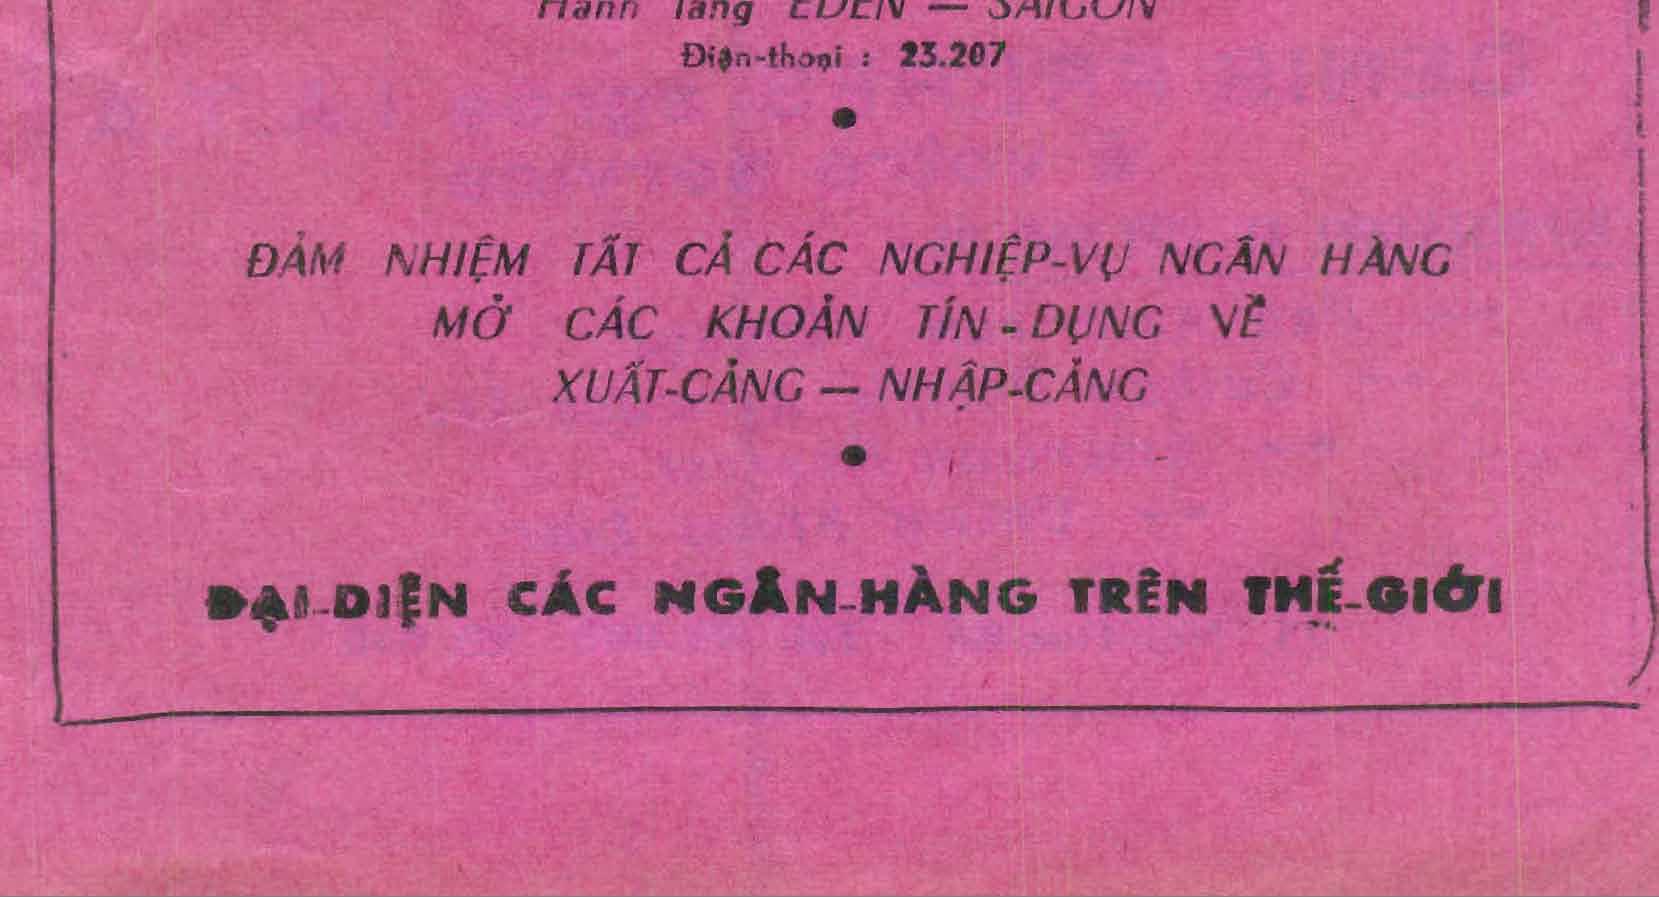 Hành lang EDEN — SAIGON
Điện-thoại : 23.207
ĐẢM NHIỆM TẤT CẢ CÁC NGHIỆP-VỤ NGÂN HÀNG
MỞ CÁC KHOẢN TÍN-DỤNG VỀ
XUẤT-CẢNG — NHẬP-CẢNG
ĐẠI-DIỆN CÁC NGÂN-HÀNG TRÊN THẾ-GIỚI